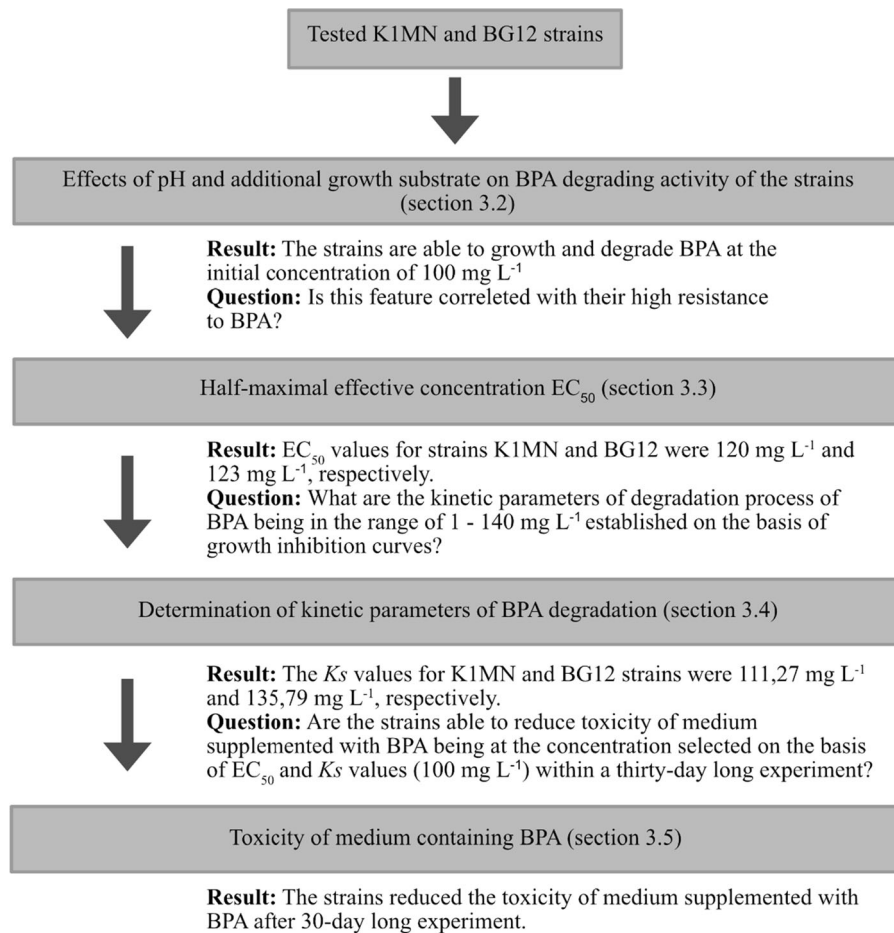 Tested K1MN and BG12 strains
Effects of pH and additional growth substrate on BPA degrading activity of the strains
(section 3.2)
Result: The strains are able to growth and degrade BPA at the
initial concentration of 100 mg L⁻¹
Question: Is this feature correleted with their high resistance
to BPA?
Half-maximal effective concentration EC₅₀ (section 3.3)
Result: EC₅₀ values for strains K1MN and BG12 were 120 mg L⁻¹ and
123 mg L⁻¹, respectively.
Question: What are the kinetic parameters of degradation process of
BPA being in the range of 1 - 140 mg L⁻¹ established on the basis of
growth inhibition curves?
Determination of kinetic parameters of BPA degradation (section 3.4)
Result: The Ks values for K1MN and BG12 strains were 111,27 mg L⁻¹
and 135,79 mg L⁻¹, respectively.
Question: Are the strains able to reduce toxicity of medium
supplemented with BPA being at the concentration selected on the basis
of EC₅₀ and Ks values (100 mg L⁻¹) within a thirty-day long experiment?
Toxicity of medium containing BPA (section 3.5)
Result: The strains reduced the toxicity of medium supplemented with
BPA after 30-day long experiment.